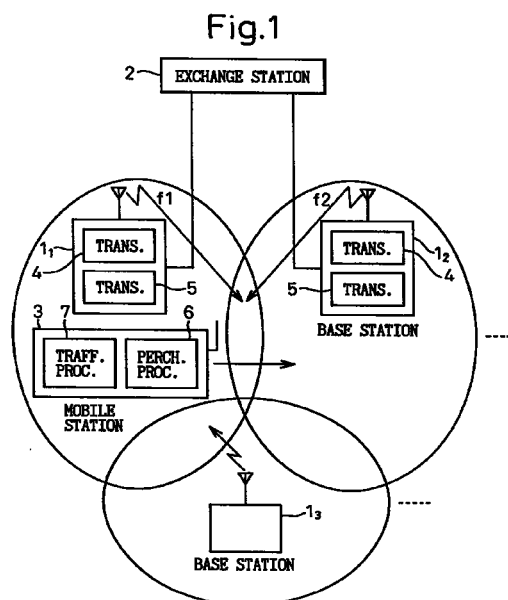 Fig.1
2
EXCHANGE STATION
f1
f2
1₁
TRANS.
4
TRANS.
5
TRANS.
1₂
4
5
TRANS.
BASE STATION
3
7
6
TRAFF. PROC.
PERCH. PROC.
MOBILE STATION
1₃
BASE STATION